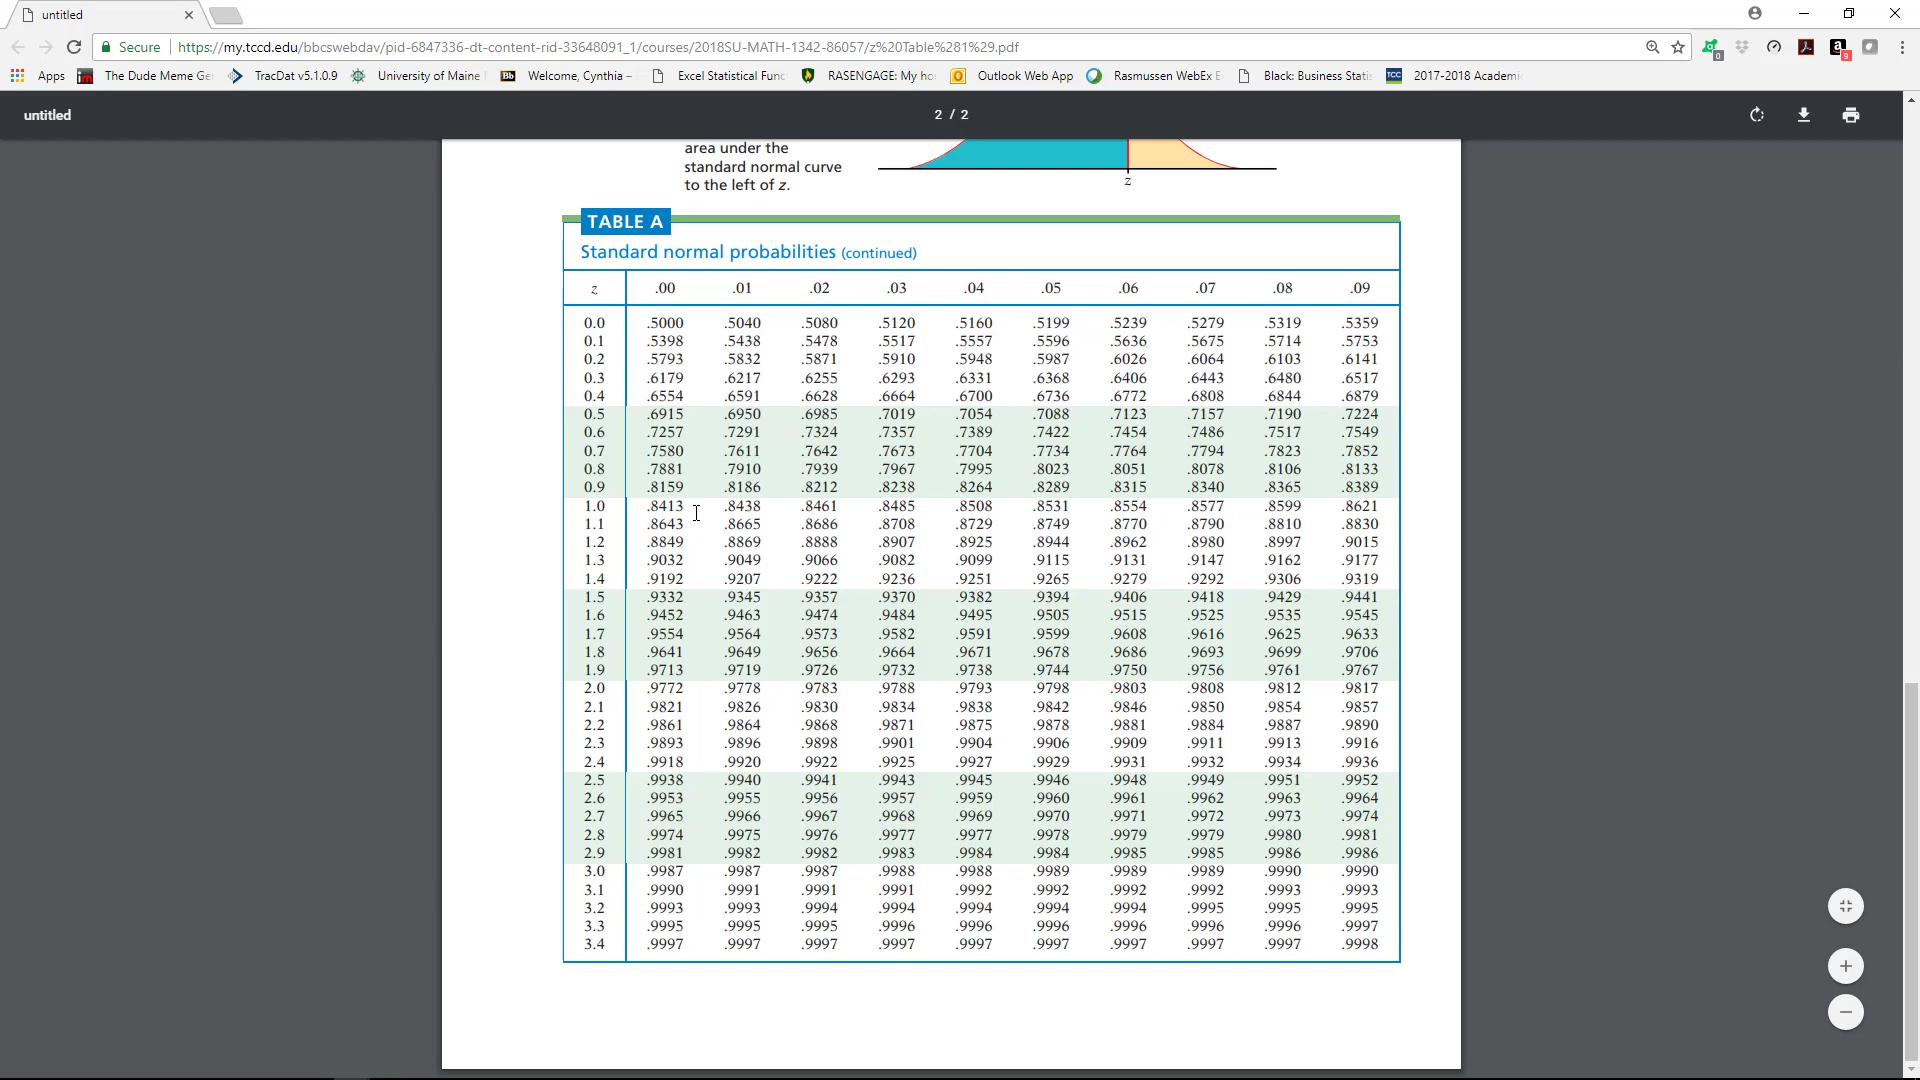 untitled
Secure https://my.tccd.edu/bbcswebdav/pid-6847336-dt-content-rid-33648091_1/courses/2018SU-MATH-1342-86057/z%20Table%281%29.pdf
0
9
Apps im The Dude Meme Ge TracDat v5.1.0.9 University of Maine Bb Welcome, Cynthia – Excel Statistical Func RASENGAGE: My ho Outlook Web App Rasmussen WebEx E Black: Business Statis TCC 2017-2018 Academic
untitled 2 / 2
area under the
standard normal curve
to the left of z.
z
TABLE A
Standard normal probabilities (continued)
z .00 .01 .02 .03 .04 .05 .06 .07 .08 .09
0.0 .5000 .5040 .5080 .5120 .5160 .5199 .5239 .5279 .5319 .5359
0.1 .5398 .5438 .5478 .5517 .5557 .5596 .5636 .5675 .5714 .5753
0.2 .5793 .5832 .5871 .5910 .5948 .5987 .6026 .6064 .6103 .6141
0.3 .6179 .6217 .6255 .6293 .6331 .6368 .6406 .6443 .6480 .6517
0.4 .6554 .6591 .6628 .6664 .6700 .6736 .6772 .6808 .6844 .6879
0.5 .6915 .6950 .6985 .7019 .7054 .7088 .7123 .7157 .7190 .7224
0.6 .7257 .7291 .7324 .7357 .7389 .7422 .7454 .7486 .7517 .7549
0.7 .7580 .7611 .7642 .7673 .7704 .7734 .7764 .7794 .7823 .7852
0.8 .7881 .7910 .7939 .7967 .7995 .8023 .8051 .8078 .8106 .8133
0.9 .8159 .8186 .8212 .8238 .8264 .8289 .8315 .8340 .8365 .8389
1.0 .8413 .8438 .8461 .8485 .8508 .8531 .8554 .8577 .8599 .8621
1.1 .8643 .8665 .8686 .8708 .8729 .8749 .8770 .8790 .8810 .8830
1.2 .8849 .8869 .8888 .8907 .8925 .8944 .8962 .8980 .8997 .9015
1.3 .9032 .9049 .9066 .9082 .9099 .9115 .9131 .9147 .9162 .9177
1.4 .9192 .9207 .9222 .9236 .9251 .9265 .9279 .9292 .9306 .9319
1.5 .9332 .9345 .9357 .9370 .9382 .9394 .9406 .9418 .9429 .9441
1.6 .9452 .9463 .9474 .9484 .9495 .9505 .9515 .9525 .9535 .9545
1.7 .9554 .9564 .9573 .9582 .9591 .9599 .9608 .9616 .9625 .9633
1.8 .9641 .9649 .9656 .9664 .9671 .9678 .9686 .9693 .9699 .9706
1.9 .9713 .9719 .9726 .9732 .9738 .9744 .9750 .9756 .9761 .9767
2.0 .9772 .9778 .9783 .9788 .9793 .9798 .9803 .9808 .9812 .9817
2.1 .9821 .9826 .9830 .9834 .9838 .9842 .9846 .9850 .9854 .9857
2.2 .9861 .9864 .9868 .9871 .9875 .9878 .9881 .9884 .9887 .9890
2.3 .9893 .9896 .9898 .9901 .9904 .9906 .9909 .9911 .9913 .9916
2.4 .9918 .9920 .9922 .9925 .9927 .9929 .9931 .9932 .9934 .9936
2.5 .9938 .9940 .9941 .9943 .9945 .9946 .9948 .9949 .9951 .9952
2.6 .9953 .9955 .9956 .9957 .9959 .9960 .9961 .9962 .9963 .9964
2.7 .9965 .9966 .9967 .9968 .9969 .9970 .9971 .9972 .9973 .9974
2.8 .9974 .9975 .9976 .9977 .9977 .9978 .9979 .9979 .9980 .9981
2.9 .9981 .9982 .9982 .9983 .9984 .9984 .9985 .9985 .9986 .9986
3.0 .9987 .9987 .9987 .9988 .9988 .9989 .9989 .9989 .9990 .9990
3.1 .9990 .9991 .9991 .9991 .9992 .9992 .9992 .9992 .9993 .9993
3.2 .9993 .9993 .9994 .9994 .9994 .9994 .9994 .9995 .9995 .9995
3.3 .9995 .9995 .9995 .9996 .9996 .9996 .9996 .9996 .9996 .9997
3.4 .9997 .9997 .9997 .9997 .9997 .9997 .9997 .9997 .9997 .9998